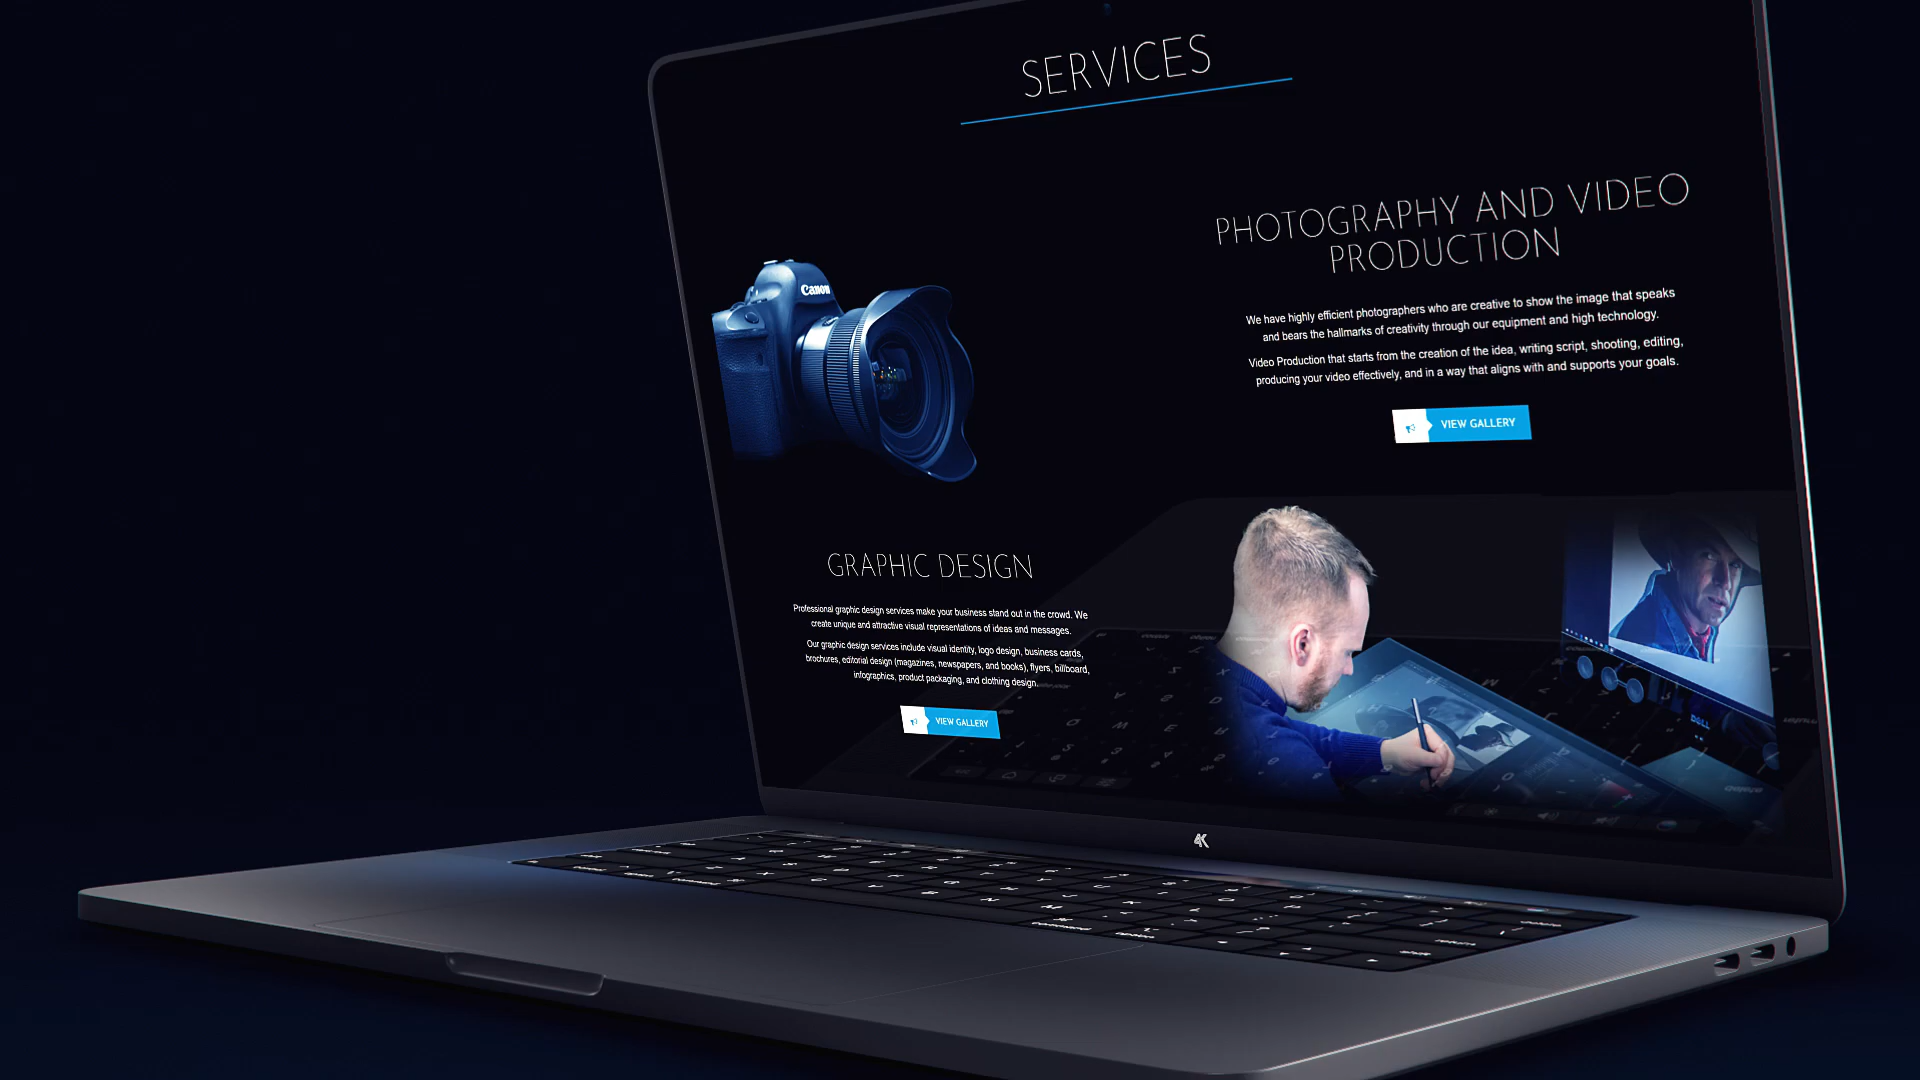 SERVICES
PHOTOGRAPHY AND VIDEO
PRODUCTION
Canon
We have highly efficient photographers who are creative to show the image that speaks
and bears the hallmarks of creativity through our equipment and high technology.
Video Production that starts from the creation of the idea, writing script, shooting, editing,
producing your video effectively, and in a way that aligns with and supports your goals.
VIEW GALLERY
GRAPHIC DESIGN
Professional graphic design services make your business stand out in the crowd. We
create unique and attractive visual representations of ideas and messages.
Our graphic design services include visual identity, logo design, business cards,
brochures, editorial design (magazines, newspapers, and books), flyers, billboard,
infographics, product packaging, and clothing design.
VIEW GALLERY
DELL
4K
command
option
return